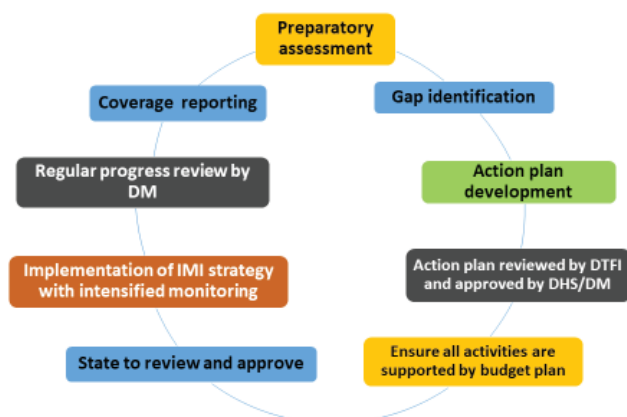 Preparatory
assessment
Gap identification
Action plan
development
Action plan reviewed by DTFI
and approved by DHS/DM
Ensure all activities are
supported by budget plan
State to review and approve
Implementation of IMI strategy
with intensified monitoring
Regular progress review by
DM
Coverage reporting